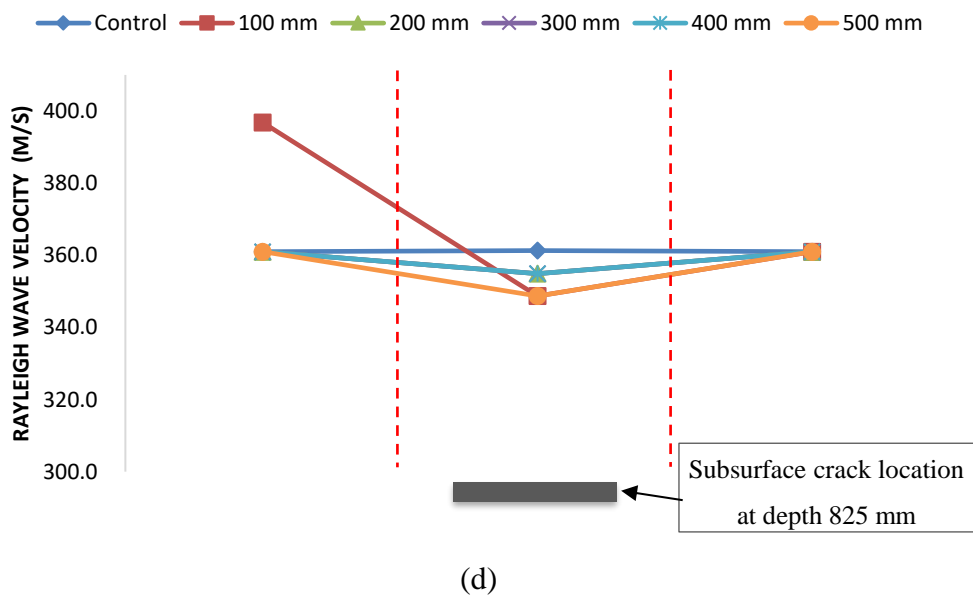 Control 100 mm 200 mm 300 mm 400 mm 500 mm
RAYLEIGH WAVE VELOCITY (M/S)
400.0
380.0
360.0
340.0
320.0
300.0
Subsurface crack location
at depth 825 mm
(d)